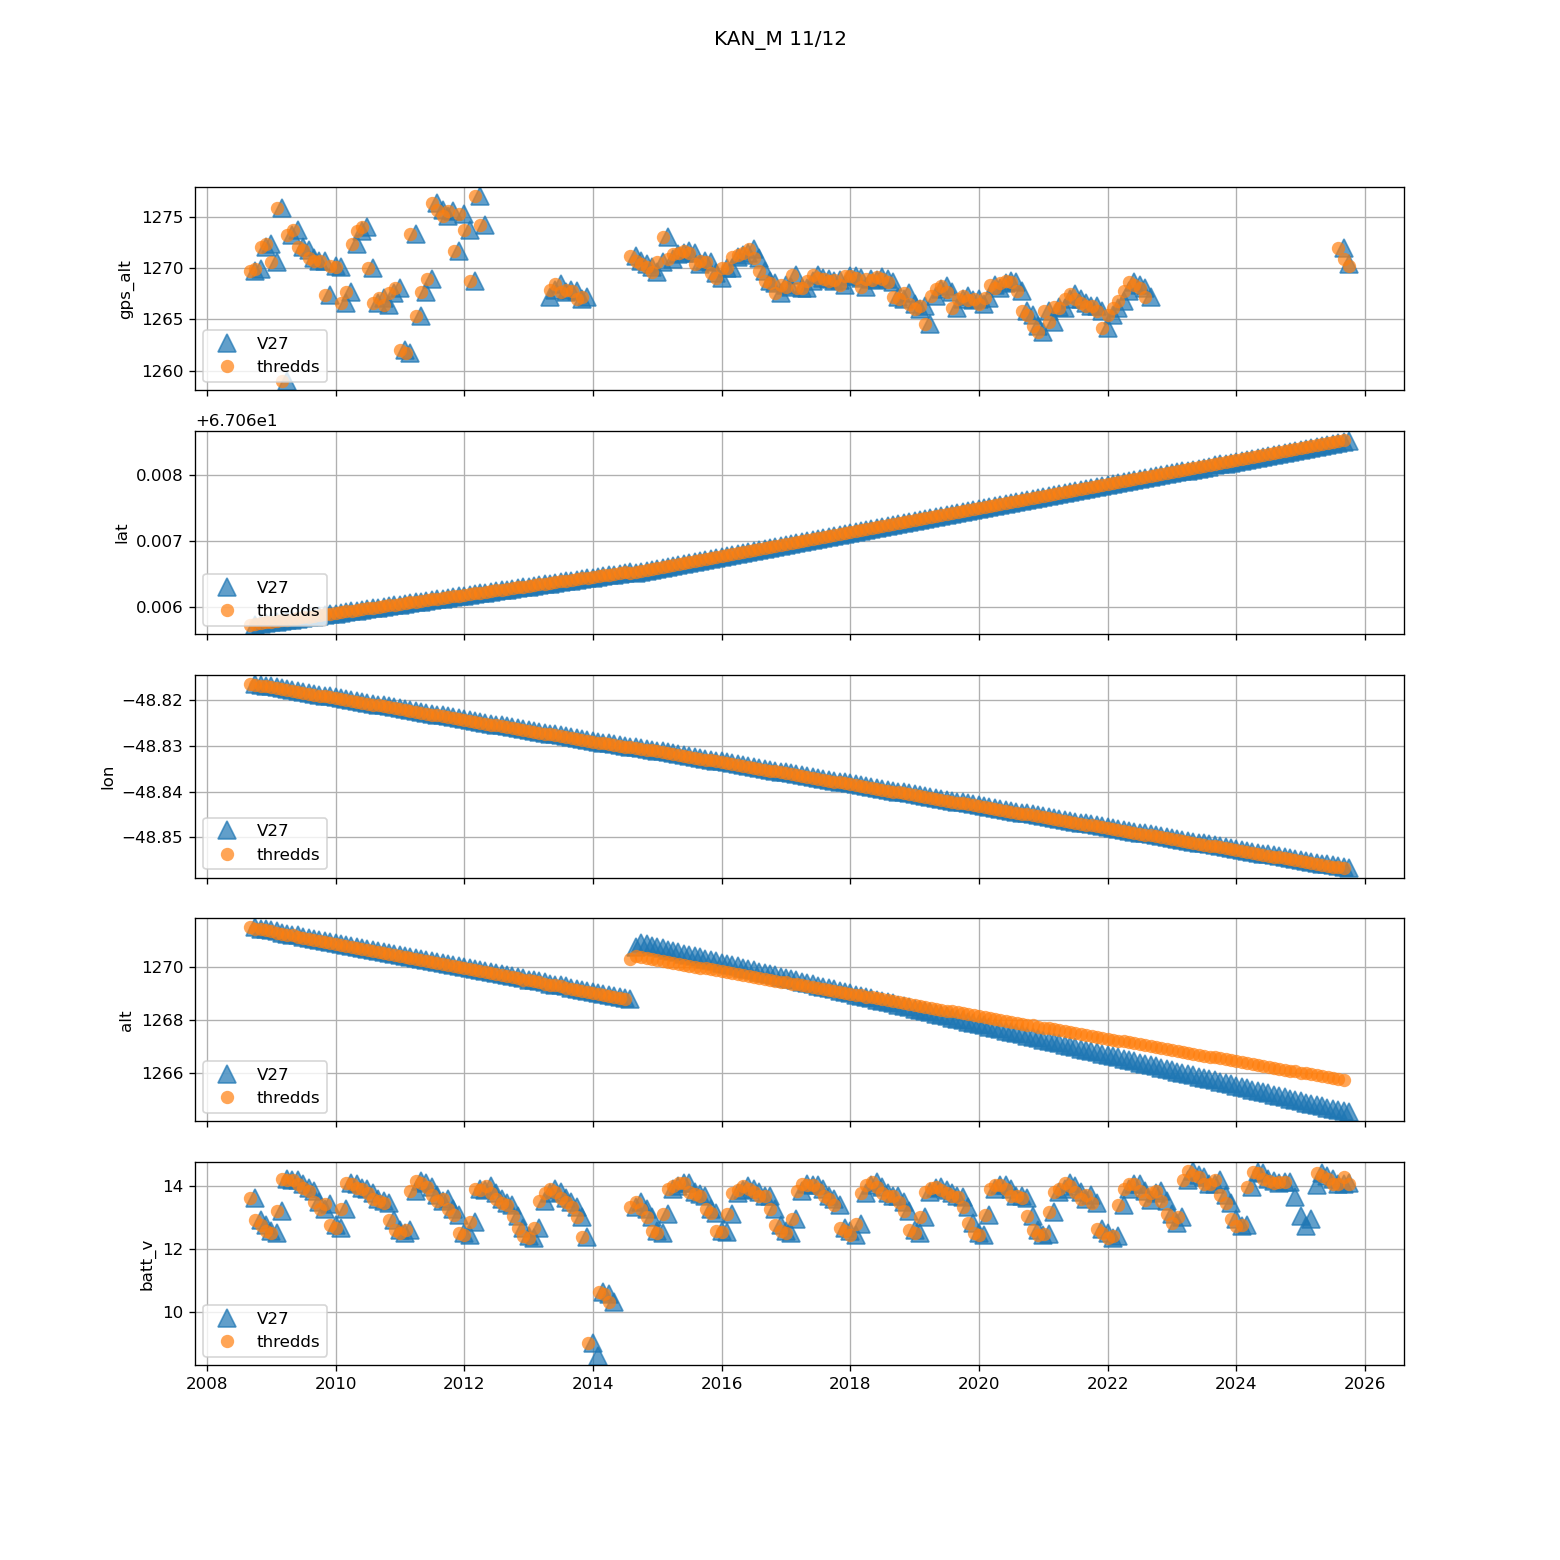 KAN_M 11/12
1275
1270
1265
1260
gps_alt
V27
thredds
+6.706e1
0.008
0.007
0.006
lat
V27
thredds
−48.82
−48.83
−48.84
−48.85
lon
V27
thredds
1270
1268
1266
alt
V27
thredds
14
12
10
batt_v
V27
thredds
2008 2010 2012 2014 2016 2018 2020 2022 2024 2026